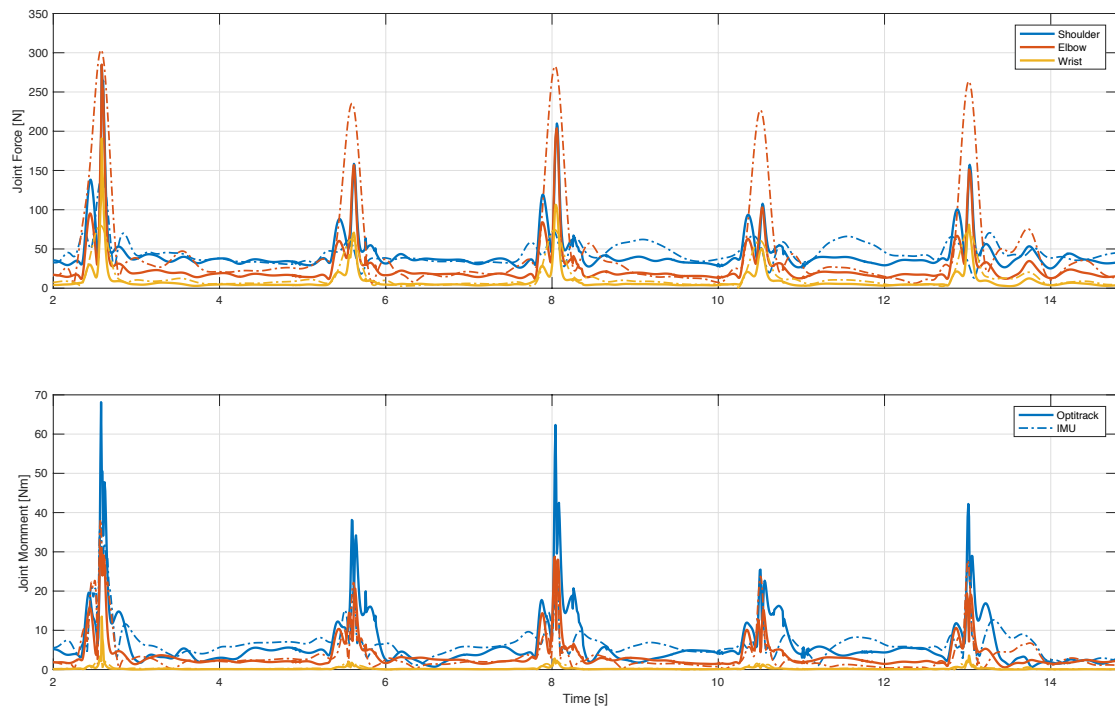 350
300
250
200
150
100
50
0
Joint Force [N]
Shoulder
Elbow
Wrist
2 4 6 8 10 12 14
70
60
50
40
30
20
10
0
Joint Momment [Nm]
Optitrack
IMU
2 4 6 8 10 12 14
Time [s]